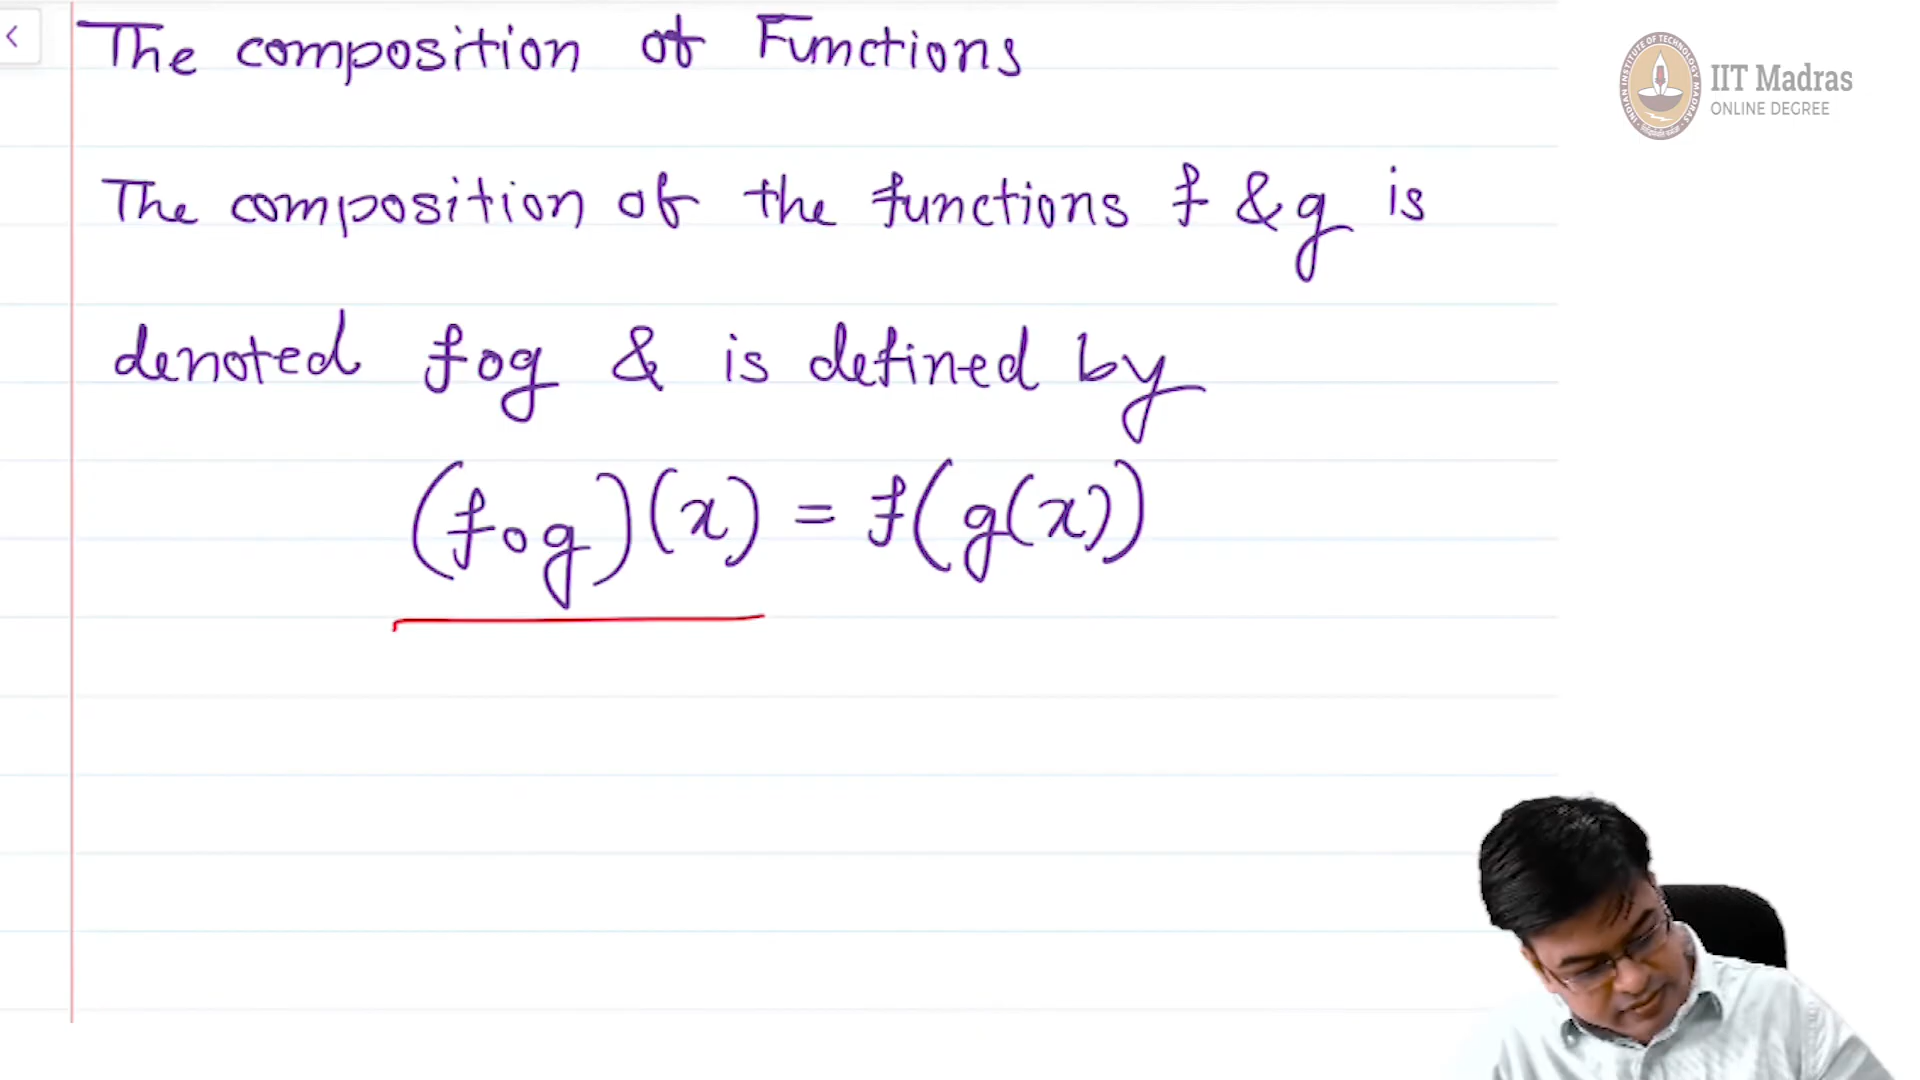 The composition of Functions
IIT Madras
ONLINE DEGREE
The composition of the functions f & g is
denoted fog & is defined by
(fog)(x) = f(g(x))